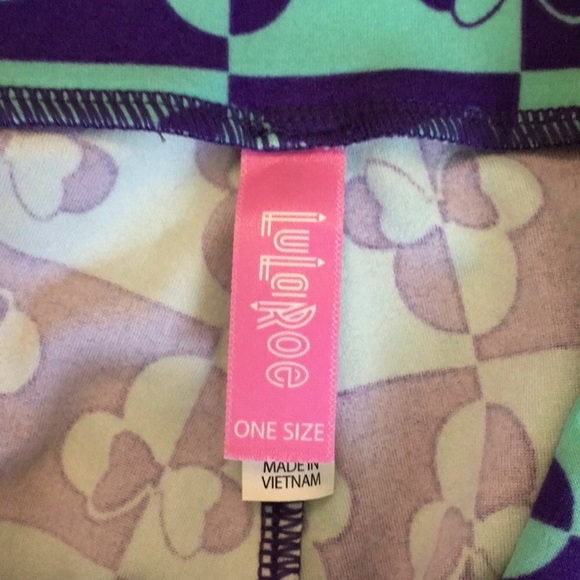 LuLaRoe
ONE SIZE
MADE IN
VIETNAM